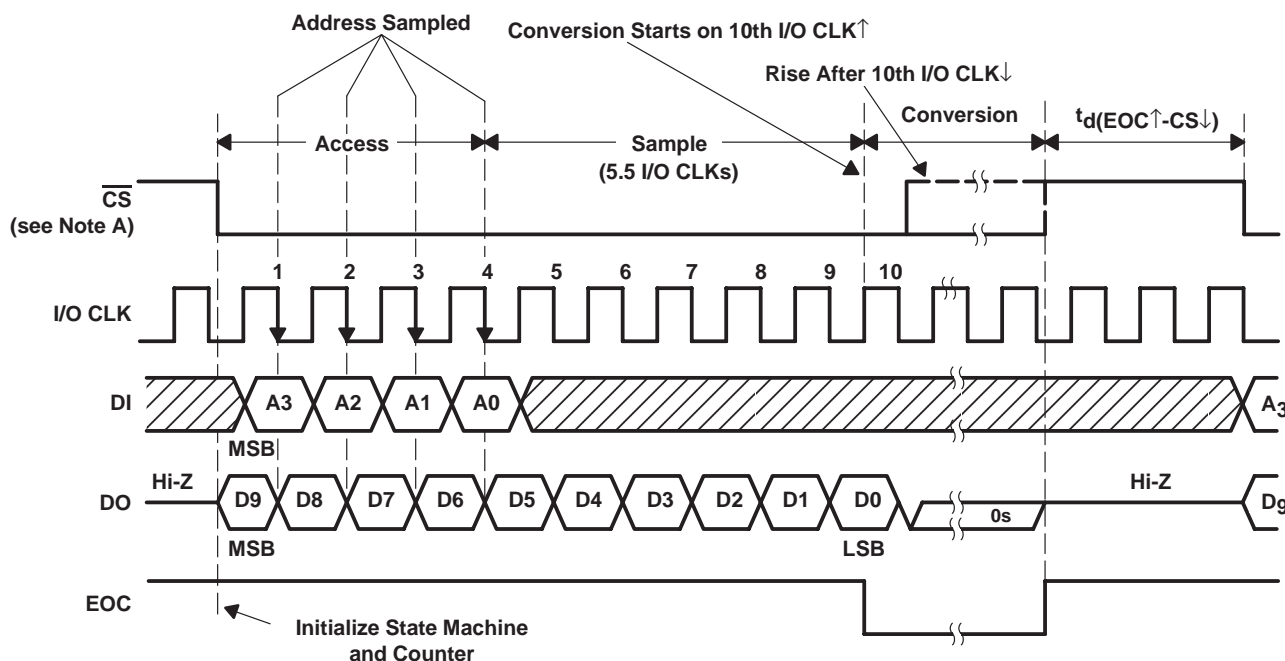 Address Sampled
Conversion Starts on 10th I/O CLK↑
Rise After 10th I/O CLK↓
Access
Sample
(5.5 I/O CLKs)
Conversion
td(EOC↑-CS↓)
CS
(see Note A)
1 2 3 4 5 6 7 8 9 10
I/O CLK
DI
A3 A2 A1 A0 A3
MSB
Hi-Z
Hi-Z
DO
D9 D8 D7 D6 D5 D4 D3 D2 D1 D0 0s D9
MSB
LSB
EOC
Initialize State Machine
and Counter